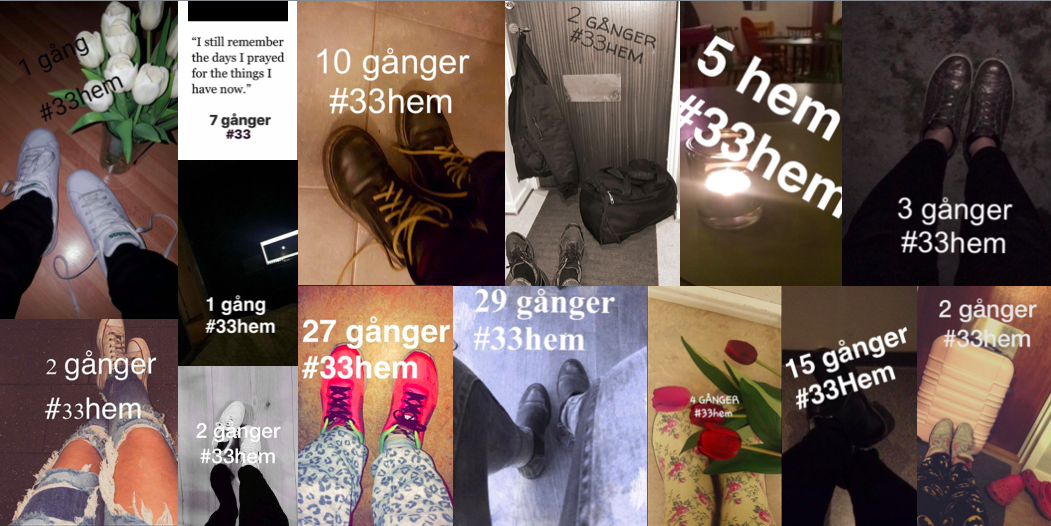 1 gång
#33hem
“I still remember
the days I prayed
for the things I
have now.”
7 gånger
#33
10 gånger
#33hem
2 GÅNGER
#33HEM
5 hem
#33hem
3 gånger
#33hem
1 gång
#33hem
2 gånger
#33hem
2 gånger
#33hem
27 gånger
#33hem
29 gånger
#33hem
4 GÅNGER
#33hem
15 gånger
#33Hem
2 gånger
#33hem